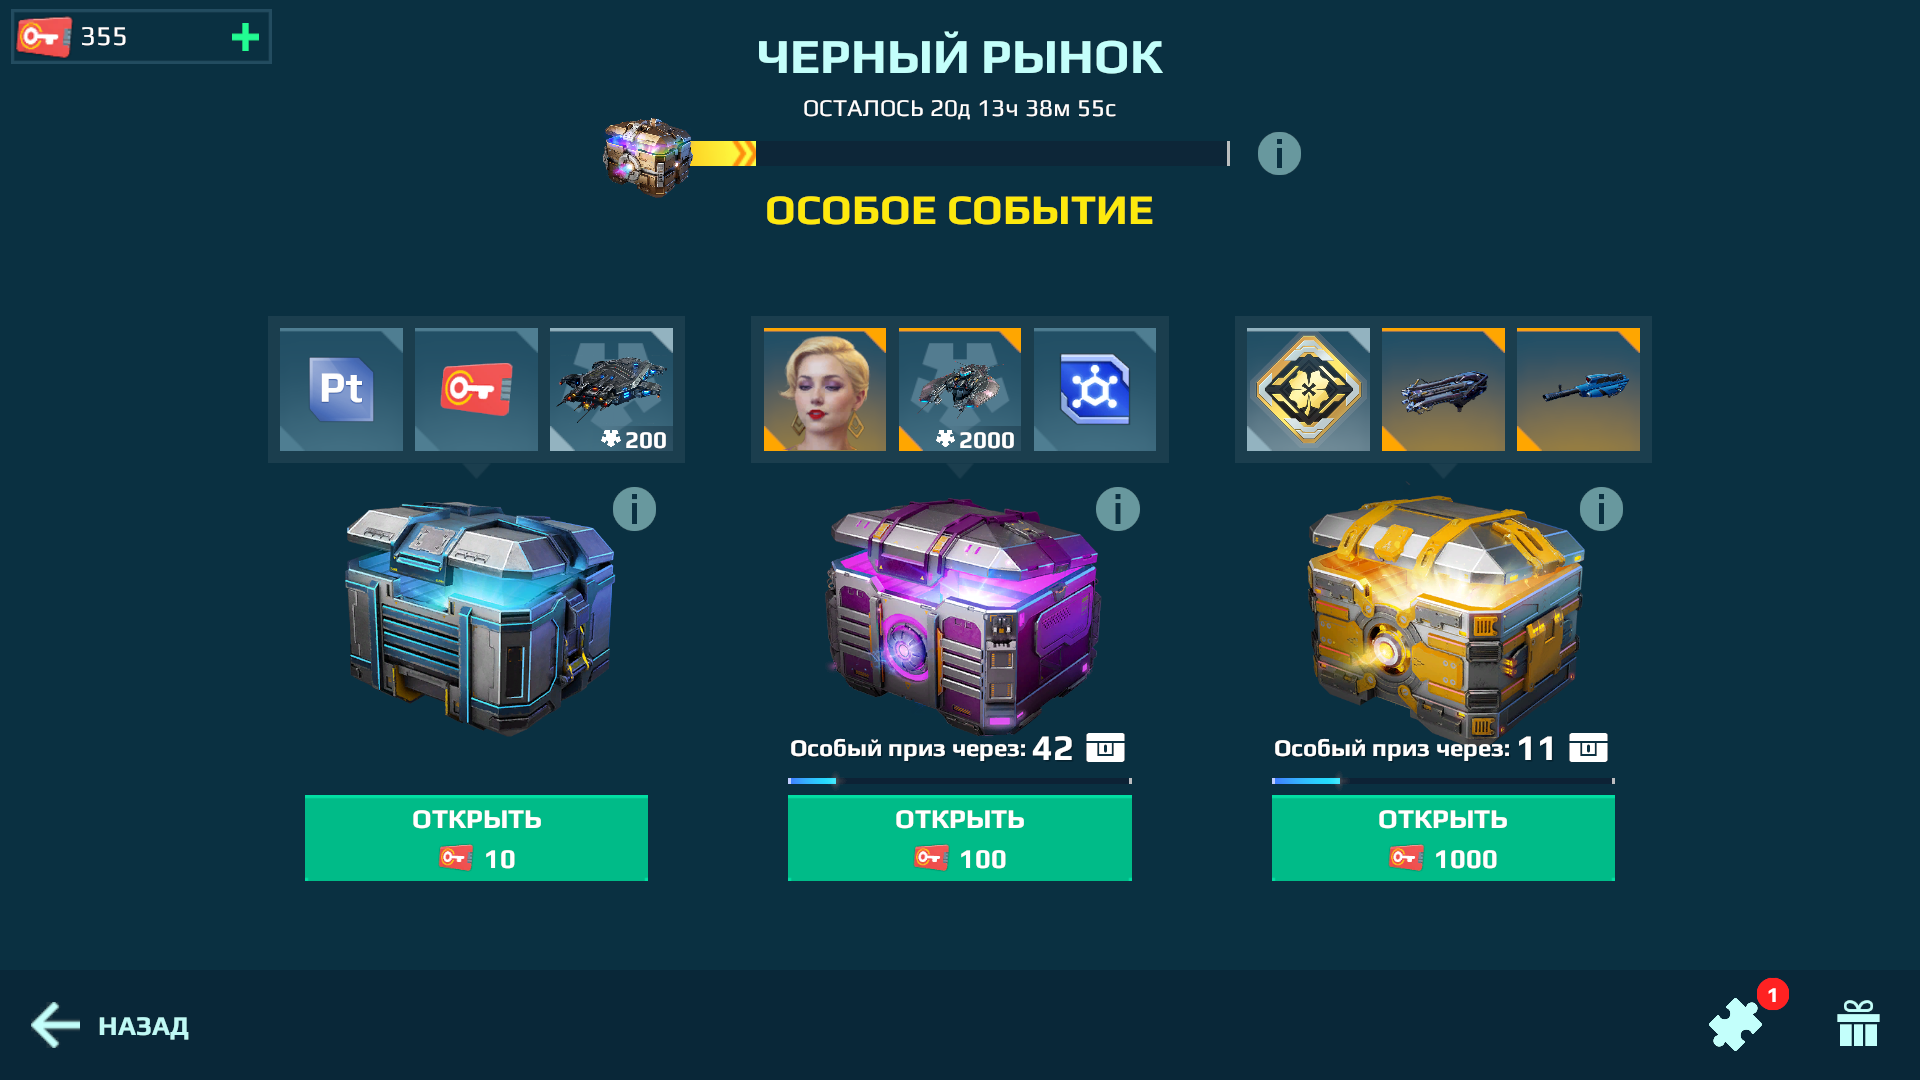 355
ЧЕРНЫЙ РЫНОК
ОСТАЛОСЬ 20д 13ч 38м 55с
ОСОБОЕ СОБЫТИЕ
Pt
200
2000
Особый приз через: 42
Особый приз через: 11
ОТКРЫТЬ
10
ОТКРЫТЬ
100
ОТКРЫТЬ
1000
НАЗАД
1